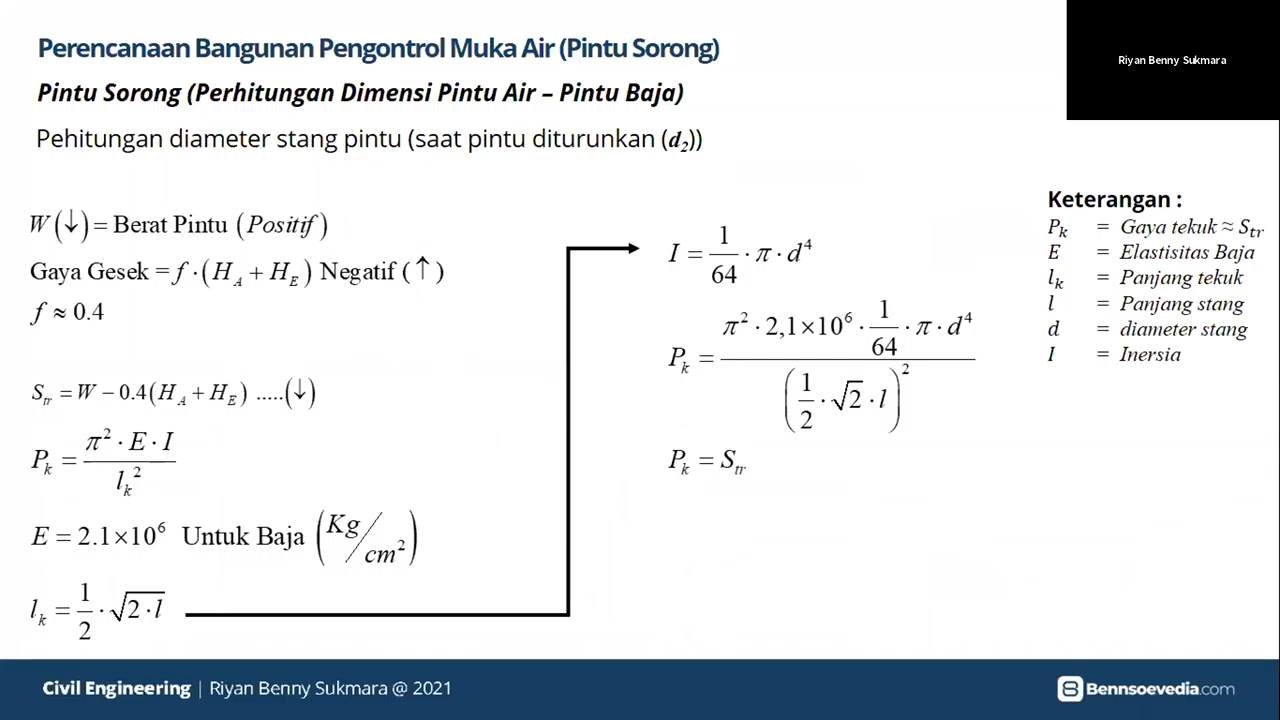 Perencanaan Bangunan Pengontrol Muka Air (Pintu Sorong)
Riyan Benny Sukmara
Pintu Sorong (Perhitungan Dimensi Pintu Air – Pintu Baja)
Pehitungan diameter stang pintu (saat pintu diturunkan (d₂))
W(↓) = Berat Pintu (Positif)
Gaya Gesek = f·(H_A + H_E) Negatif (↑)
f ≈ 0.4
S_tr = W − 0.4(H_A + H_E) .....(↓)
P_k = π² · E · I / l_k²
E = 2.1×10⁶ Untuk Baja (Kg/cm²)
l_k = 1/2 · √(2·l)
I = 1/64 · π · d⁴
P_k = π² · 2,1×10⁶ · 1/64 · π · d⁴ / (1/2 · √2 · l)²
P_k = S_tr
Keterangan :
P_k = Gaya tekuk ≈ S_tr
E = Elastisitas Baja
l_k = Panjang tekuk
l = Panjang stang
d = diameter stang
I = Inersia
Civil Engineering | Riyan Benny Sukmara @ 2021
Bennsoevedia.com